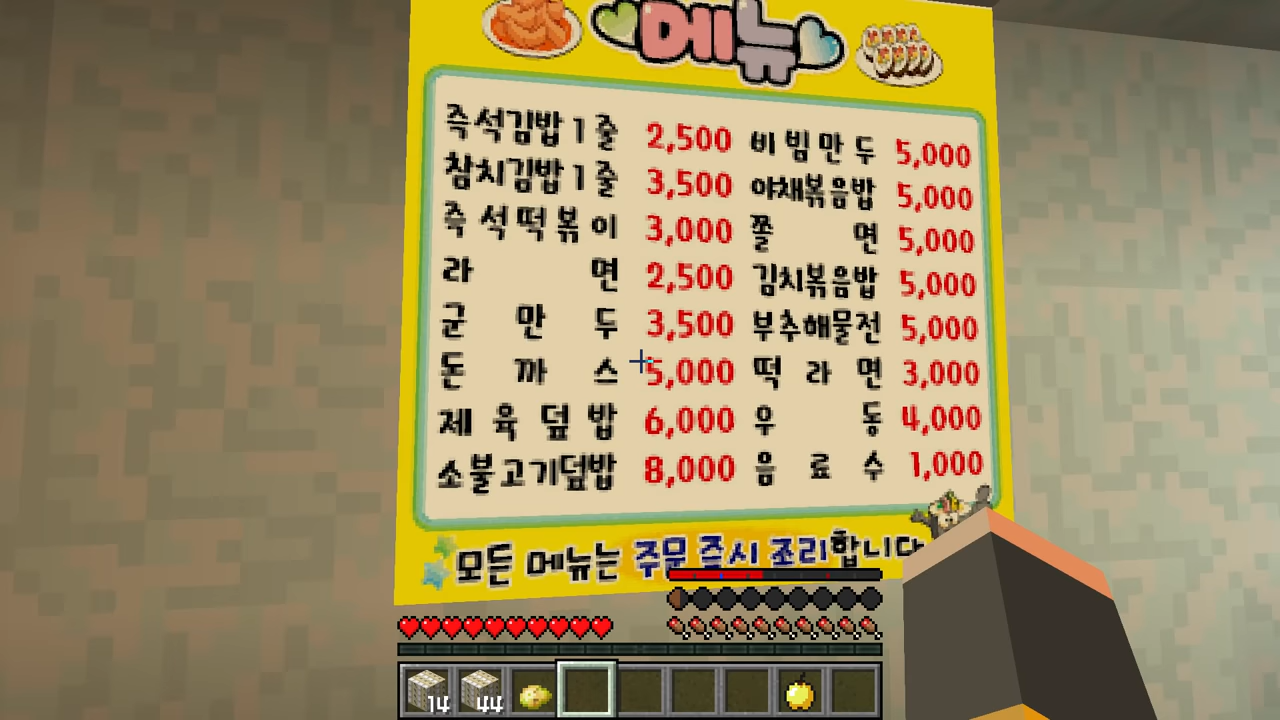 메뉴
즉석김밥 1줄 2,500 비빔만두 5,000
참치김밥 1줄 3,500 야채볶음밥 5,000
즉석떡볶이 3,000 쫄면 5,000
라면 2,500 김치볶음밥 5,000
군만두 3,500 부추해물전 5,000
돈까스 5,000 떡라면 3,000
제육덮밥 6,000 우동 4,000
소불고기덮밥 8,000 음료수 1,000
모든 메뉴는 주문 즉시 조리합니다
14 44